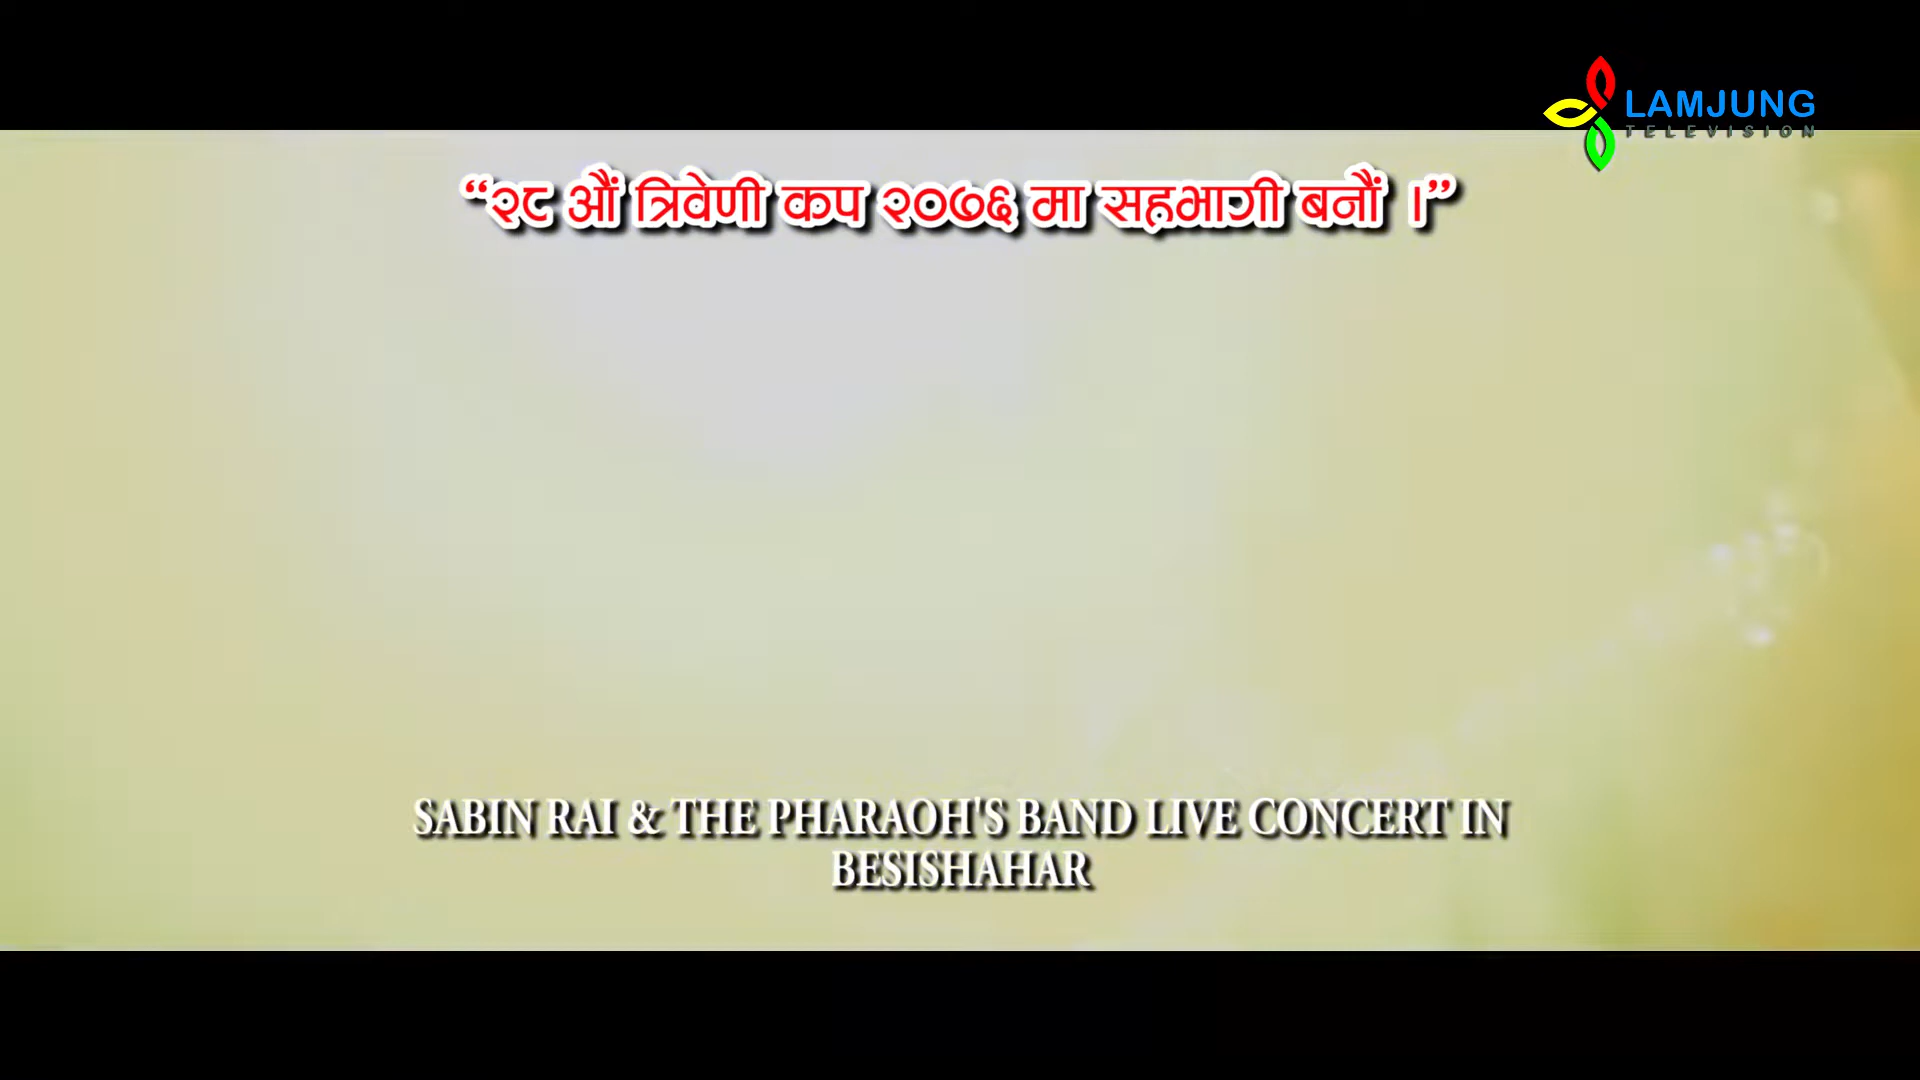 LAMJUNG
TELEVISION
“२८ औं त्रिवेणी कप २०७६ मा सहभागी बनौं ।”
SABIN RAI & THE PHARAOH'S BAND LIVE CONCERT IN
BESISHAHAR